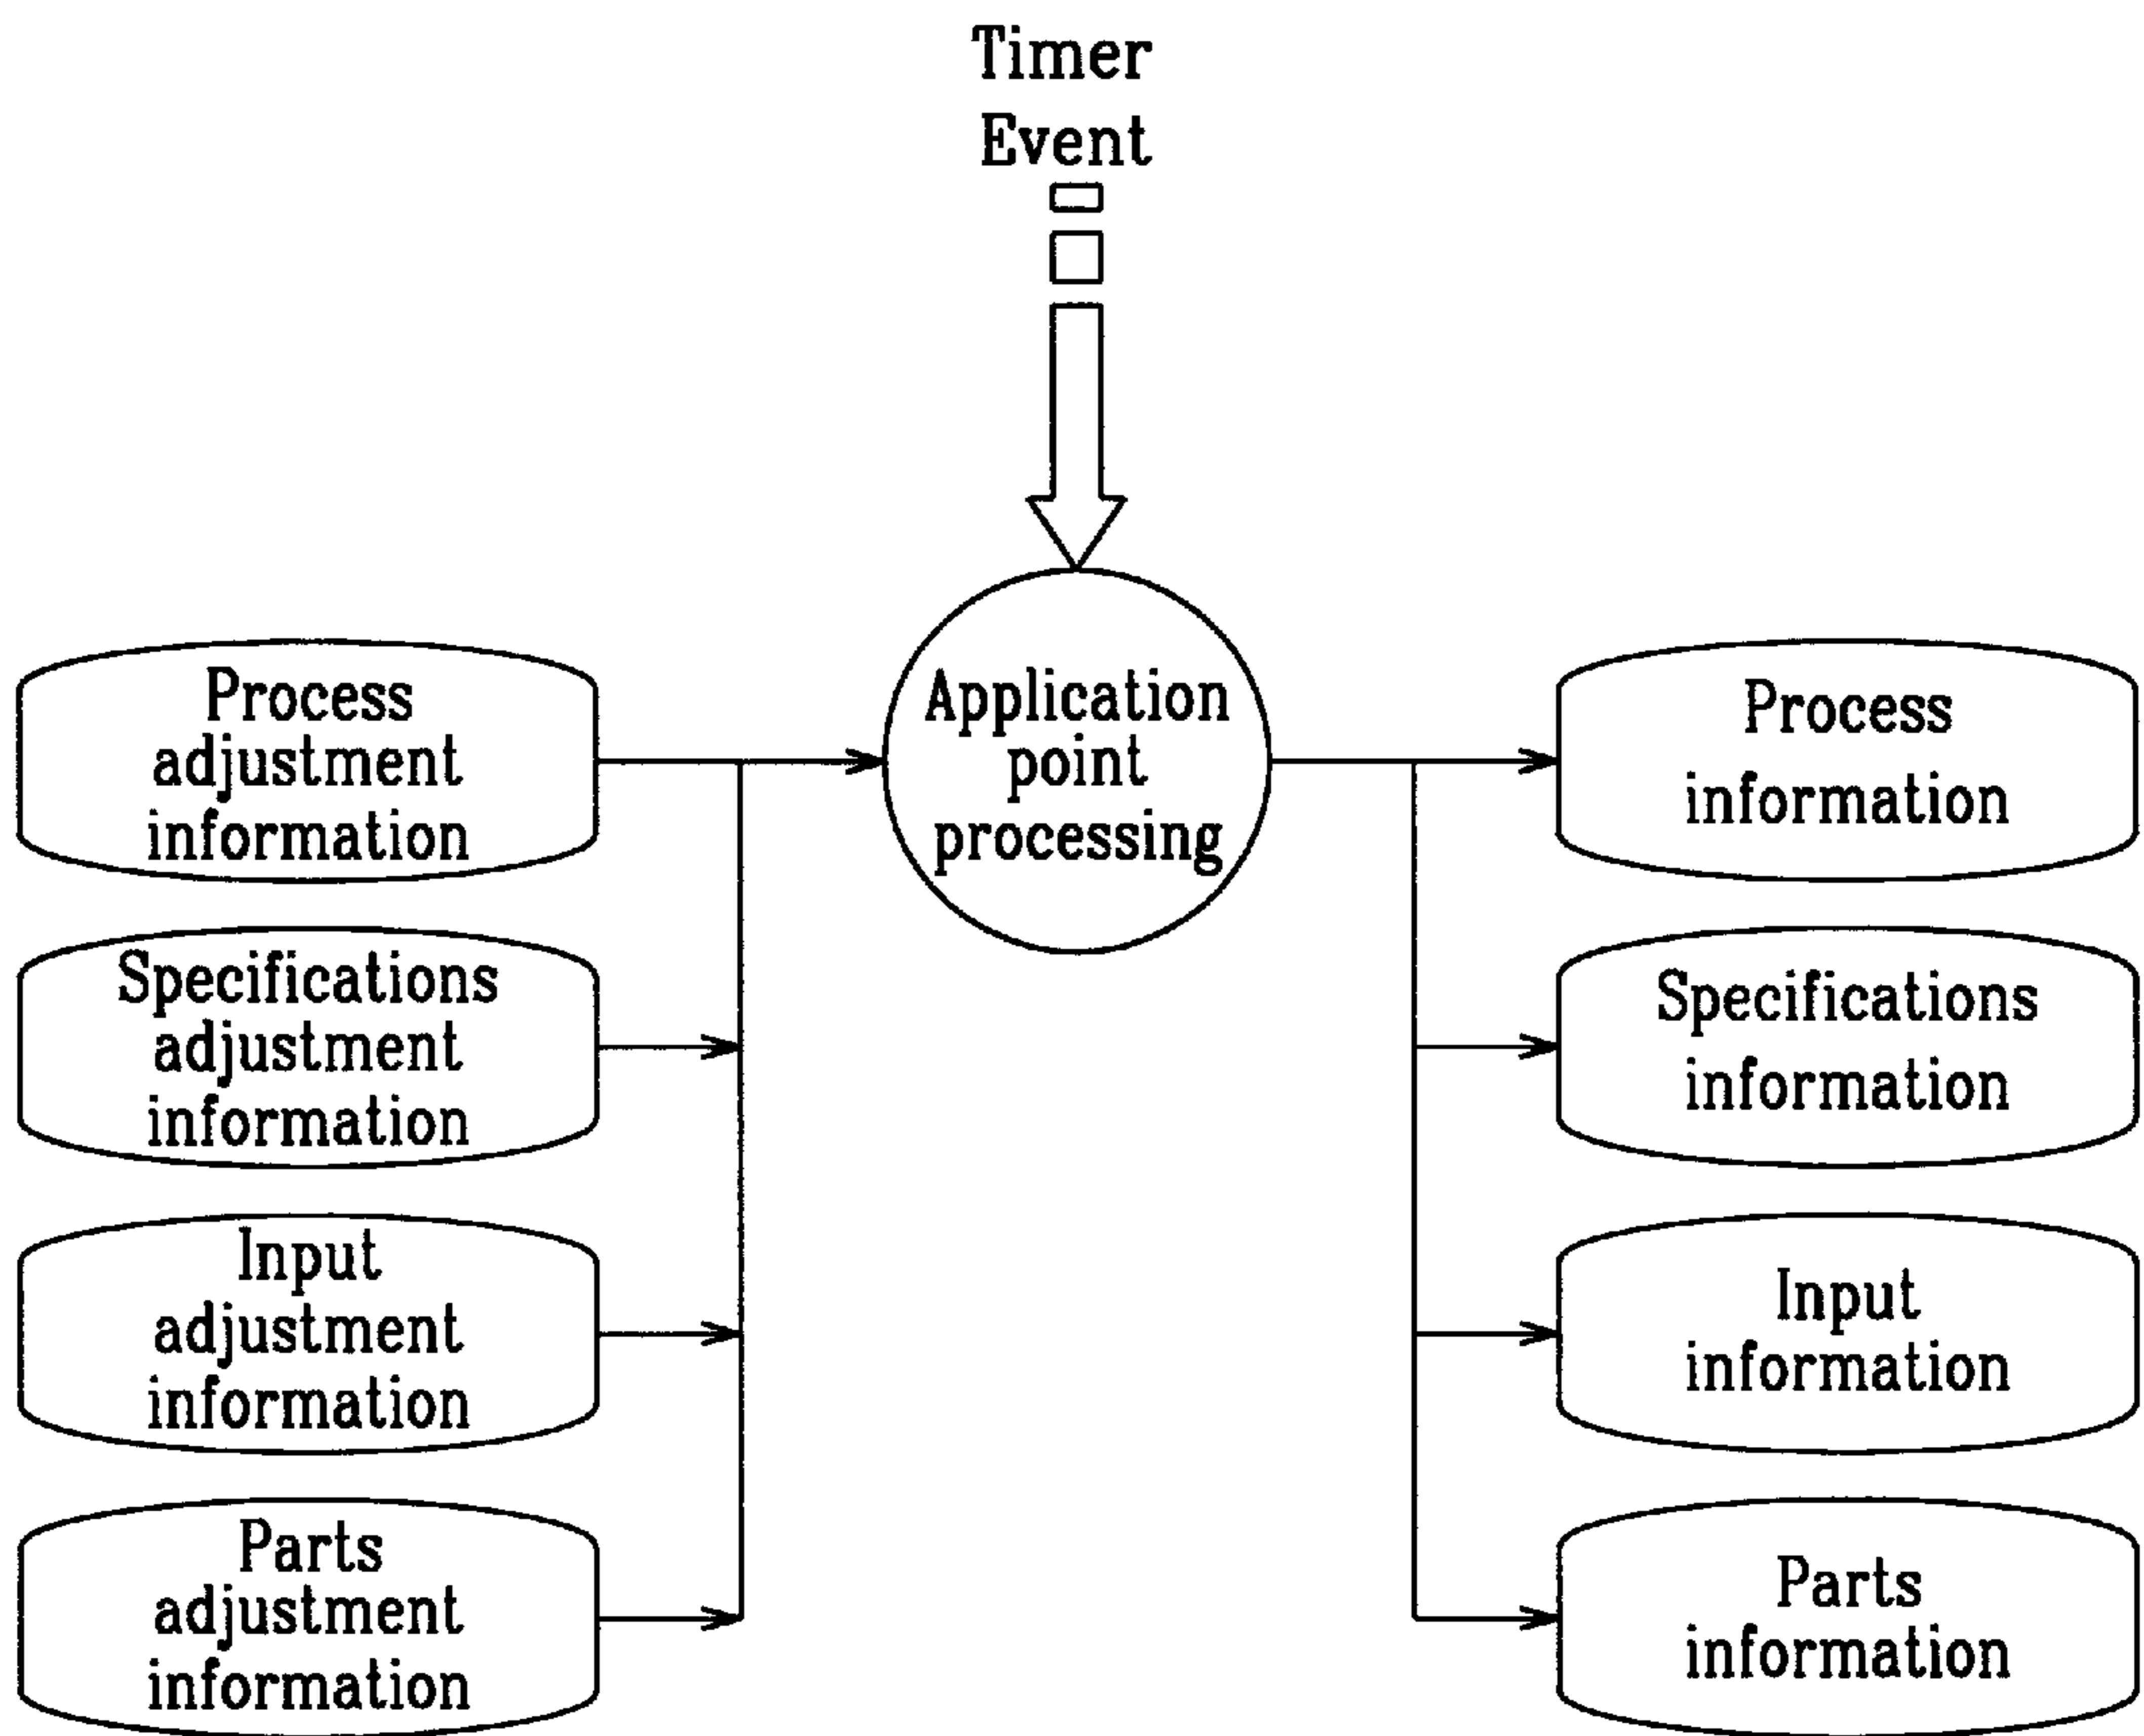 Timer
Event
Process
adjustment
information
Specifications
adjustment
information
Input
adjustment
information
Parts
adjustment
information
Application
point
processing
Process
information
Specifications
information
Input
information
Parts
information